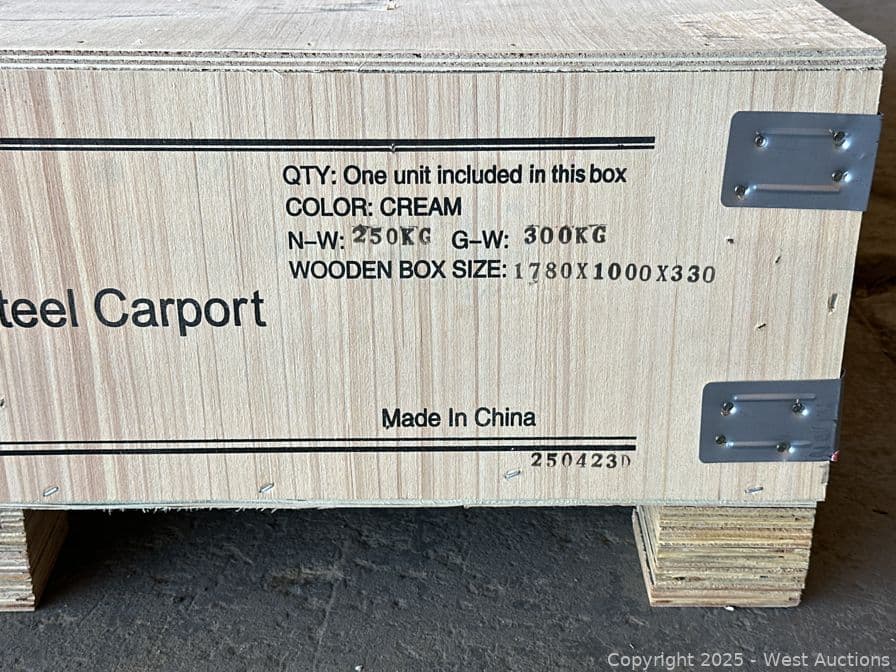 QTY: One unit included in this box
COLOR: CREAM
N-W: 250KG G-W: 300KG
WOODEN BOX SIZE: 1780X1000X330
teel Carport
Made In China
250423D
Copyright 2025 - West Auctions